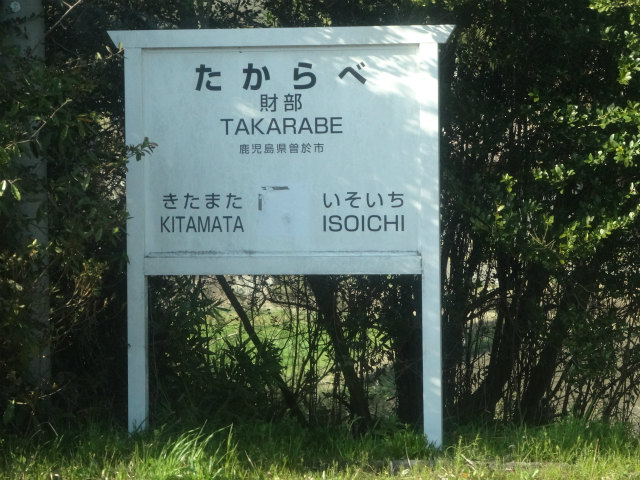 たからべ
財部
TAKARABE
鹿児島県曽於市
きたまた いそいち
KITAMATA ISOICHI